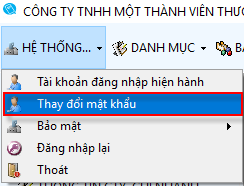 CÔNG TY TNHH MỘT THÀNH VIÊN THƯƠ
HỆ THỐNG... DANH MỤC
Tài khoản đăng nhập hiện hành
Thay đổi mật khẩu
Bảo mật
Đăng nhập lại
Thoát